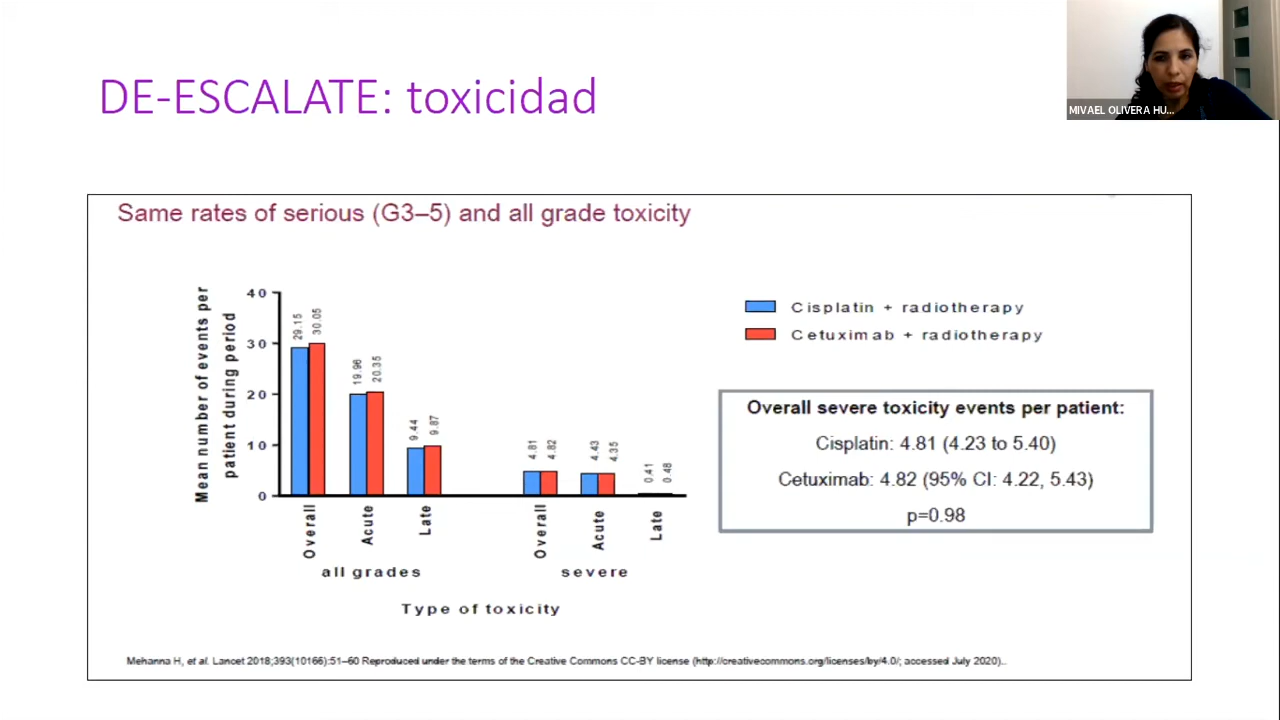 DE-ESCALATE: toxicidad
MIVAEL OLIVERA HU...
Same rates of serious (G3–5) and all grade toxicity
Mean number of events per
patient during period
40
30
20
10
0
29.15
30.05
19.96
20.35
9.44
9.87
4.81
4.82
4.43
4.35
0.41
0.48
Overall
Acute
Late
Overall
Acute
Late
all grades
severe
Type of toxicity
Cisplatin + radiotherapy
Cetuximab + radiotherapy
Overall severe toxicity events per patient:
Cisplatin: 4.81 (4.23 to 5.40)
Cetuximab: 4.82 (95% CI: 4.22, 5.43)
p=0.98
Mehanna H, et al. Lancet 2018;393(10166):51–60 Reproduced under the terms of the Creative Commons CC-BY license (http://creativecommons.org/licenses/by/4.0/; accessed July 2020)..